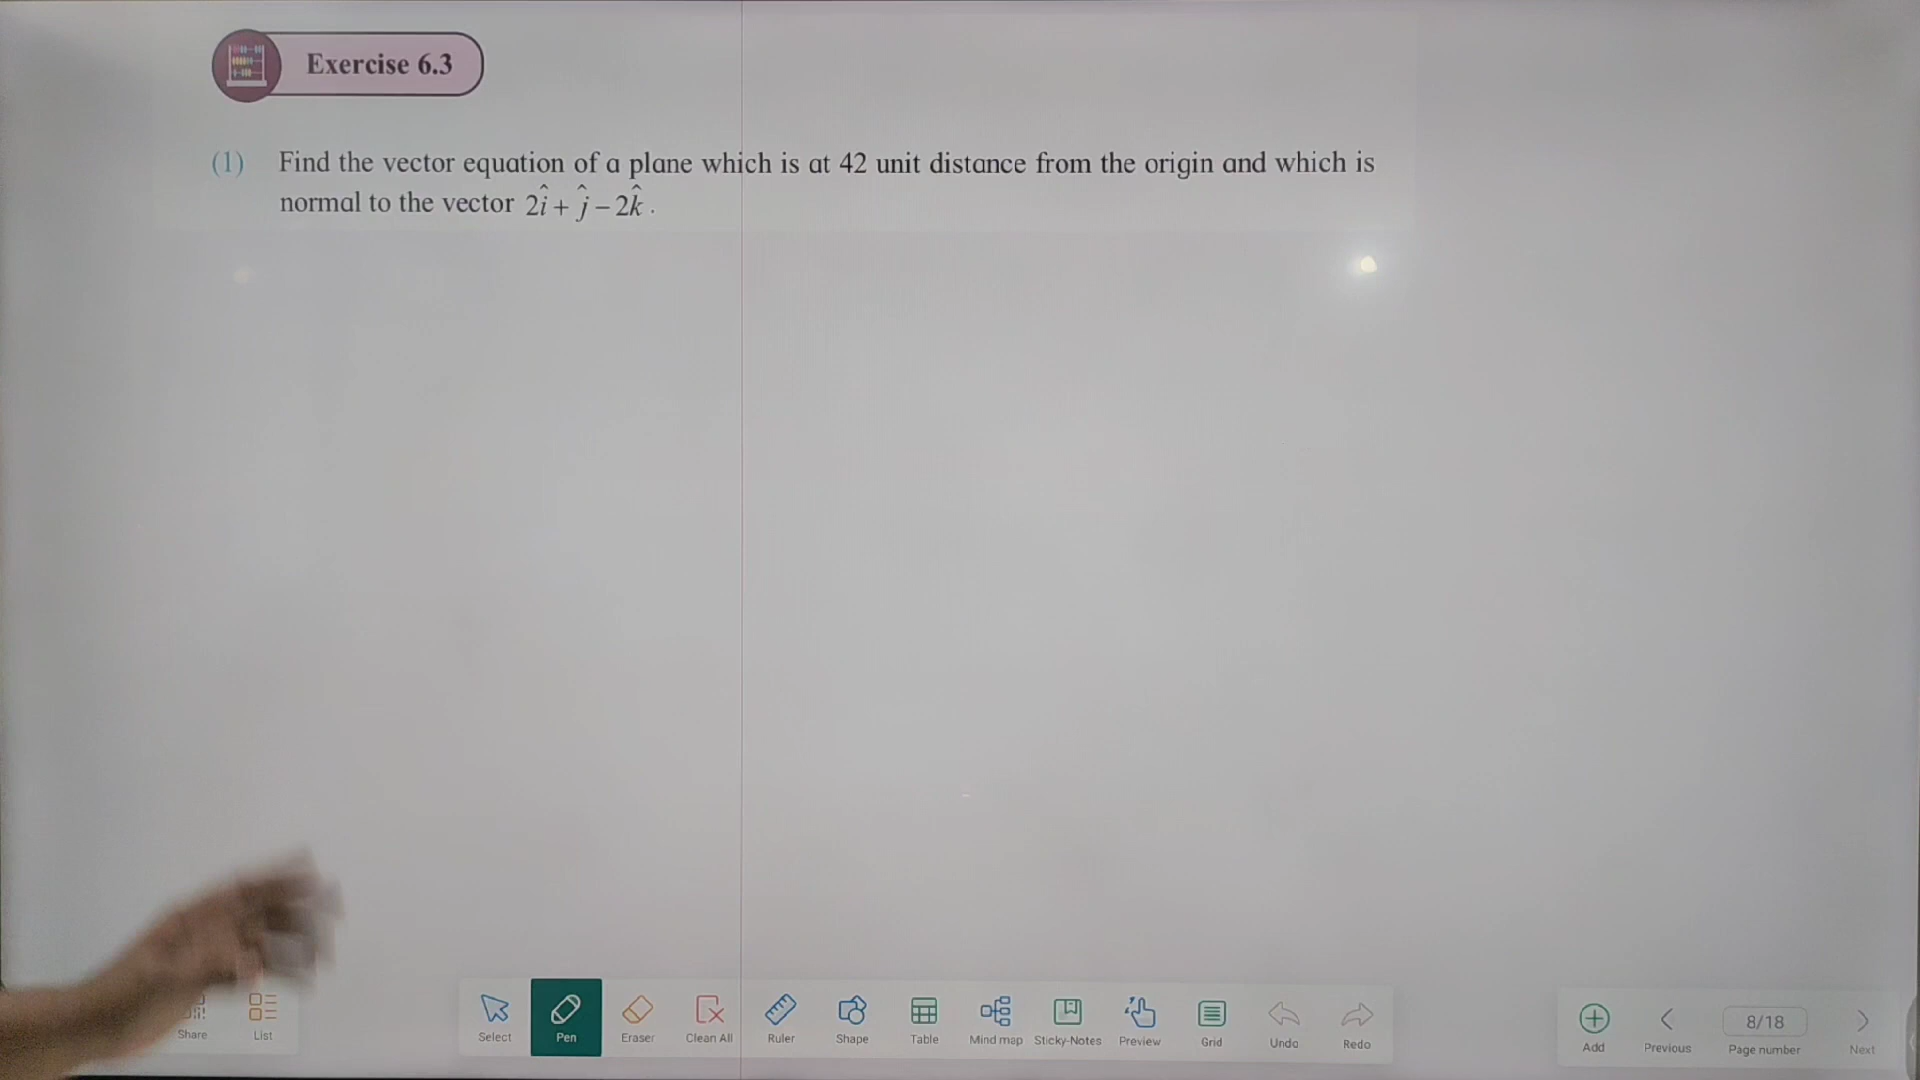 Exercise 6.3
(1) Find the vector equation of a plane which is at 42 unit distance from the origin and which is
normal to the vector 2î + ĵ – 2k̂ .
Share
List
Select
Pen
Eraser
Clean All
Ruler
Shape
Table
Mind map
Sticky-Notes
Preview
Grid
Undo
Redo
Add
Previous
8/18
Page number
Next